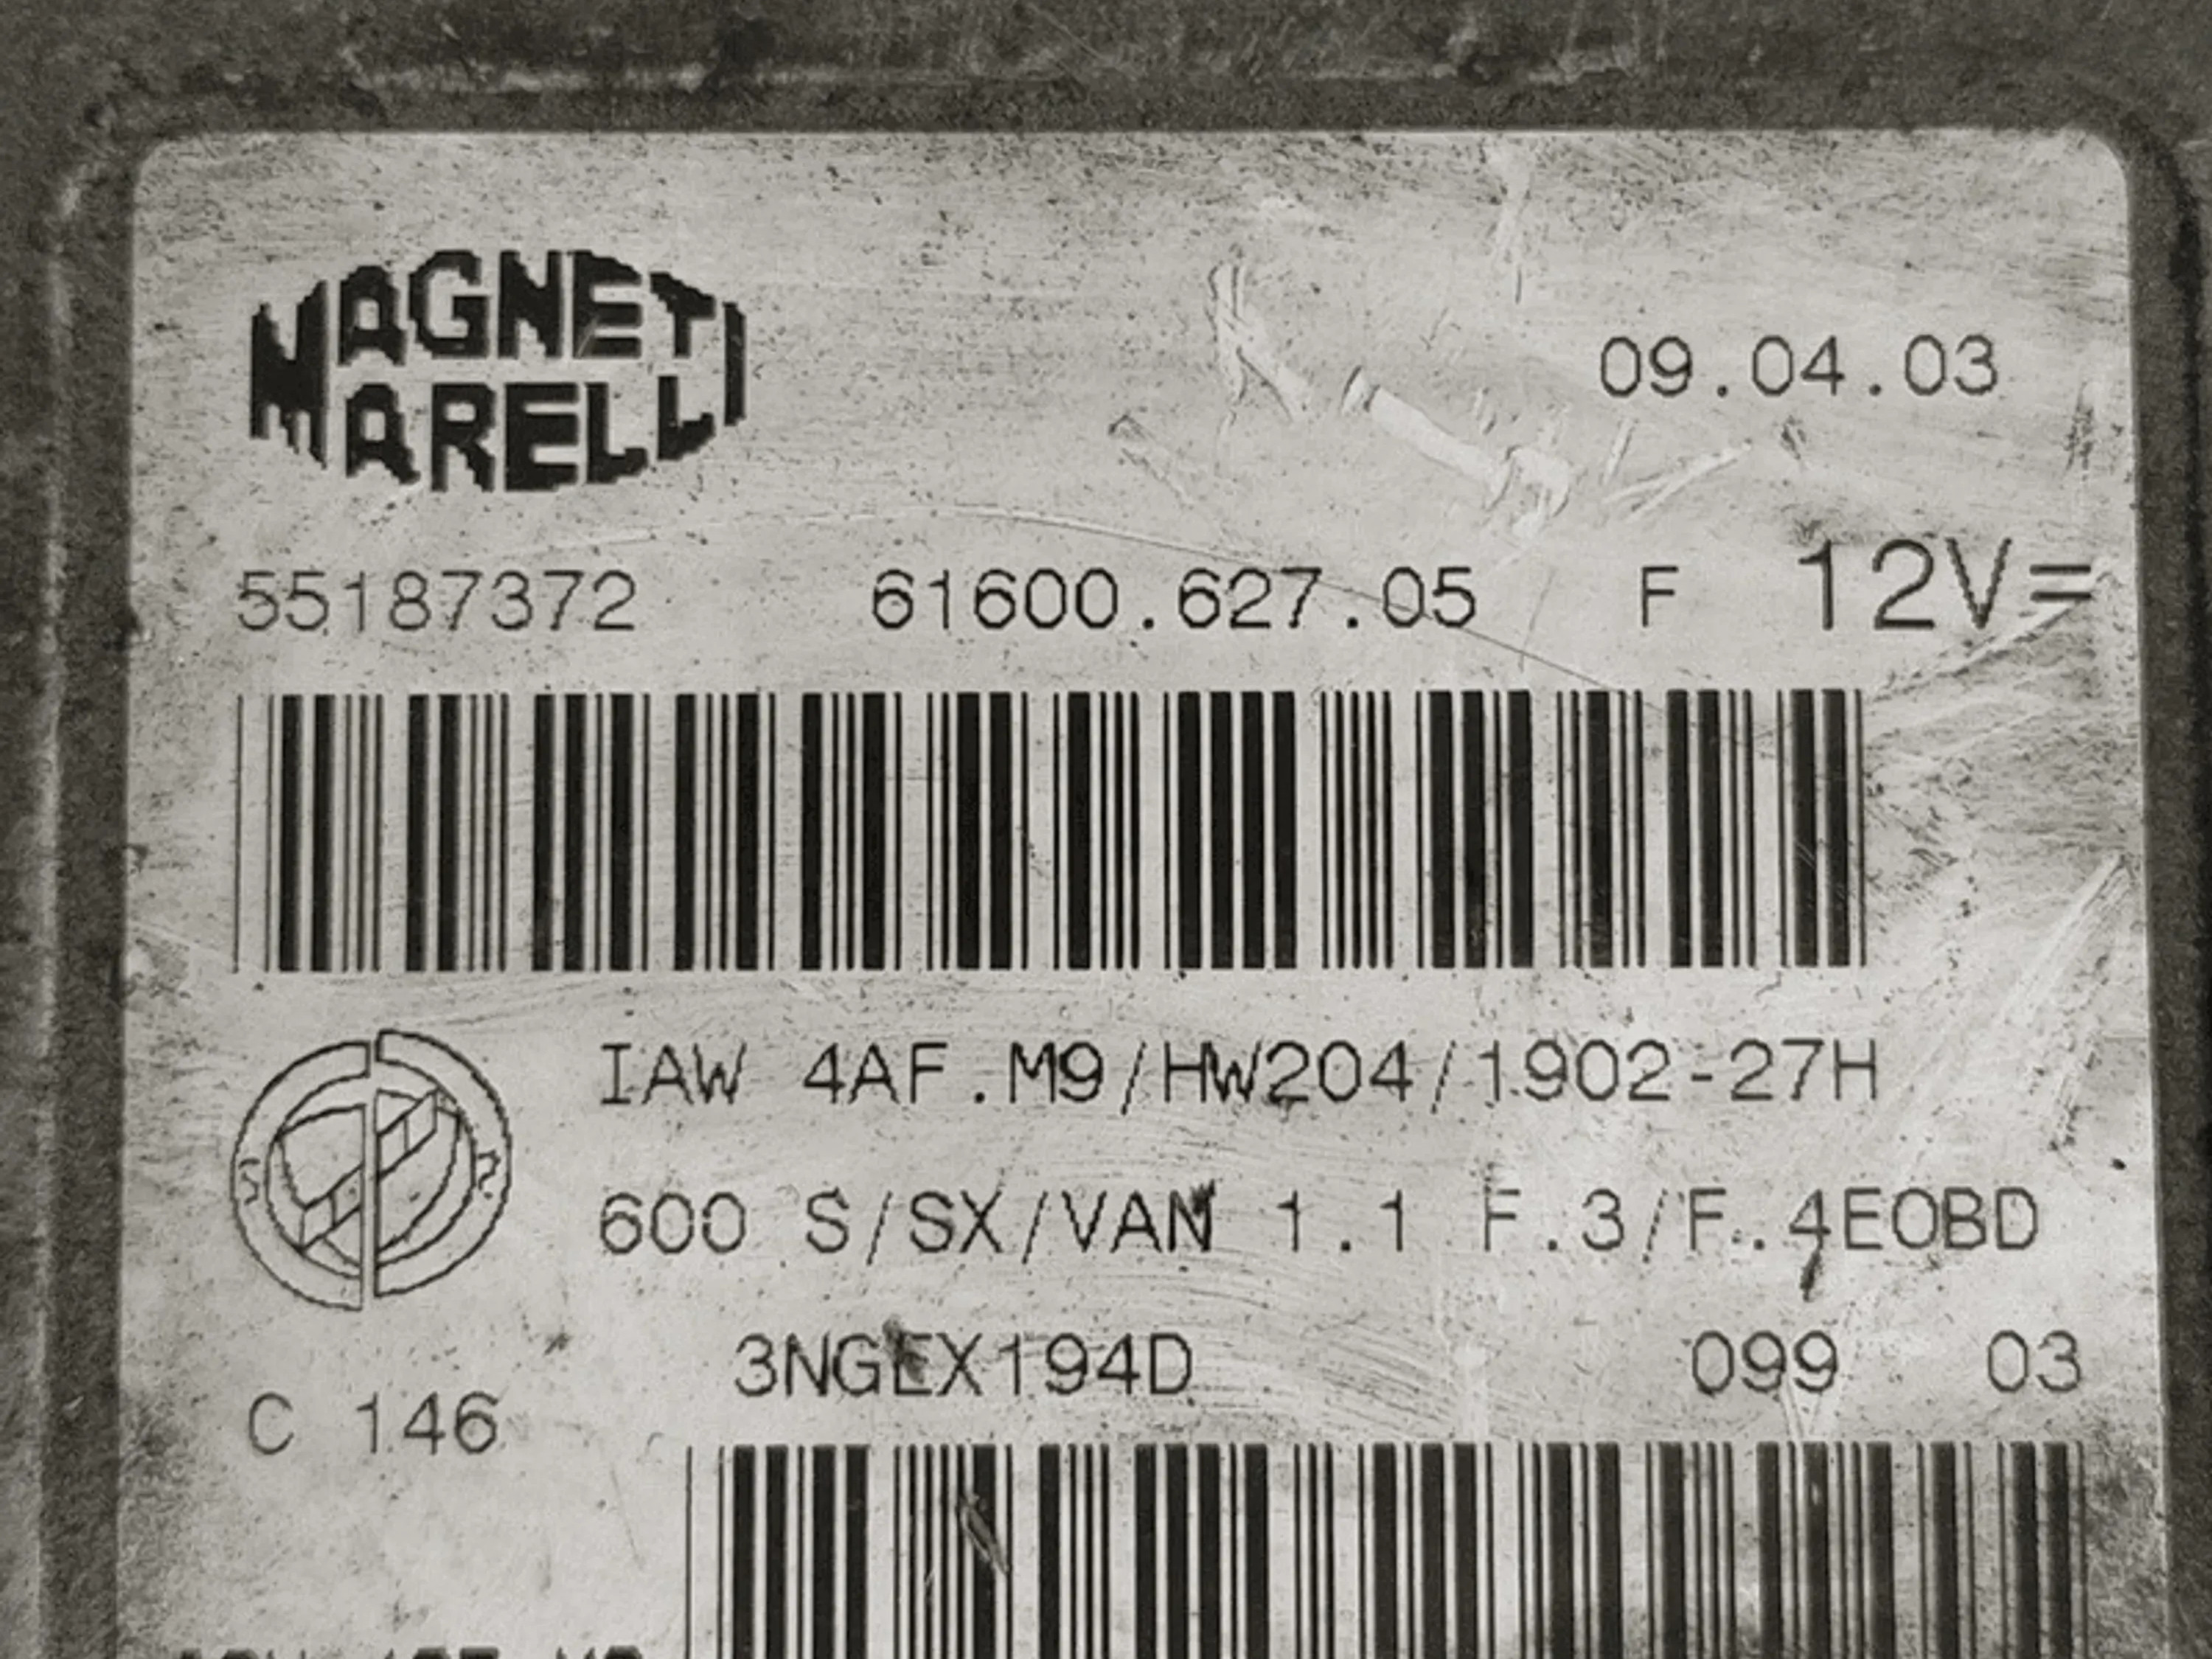 MAGNETI
MARELLI
09.04.03
55187372 61600.627.05 F 12V=
IAW 4AF.M9/HW204/1902-27H
600 S/SX/VAN 1.1 F.3/F.4EOBD
3NGEX194D 099 03
C 146